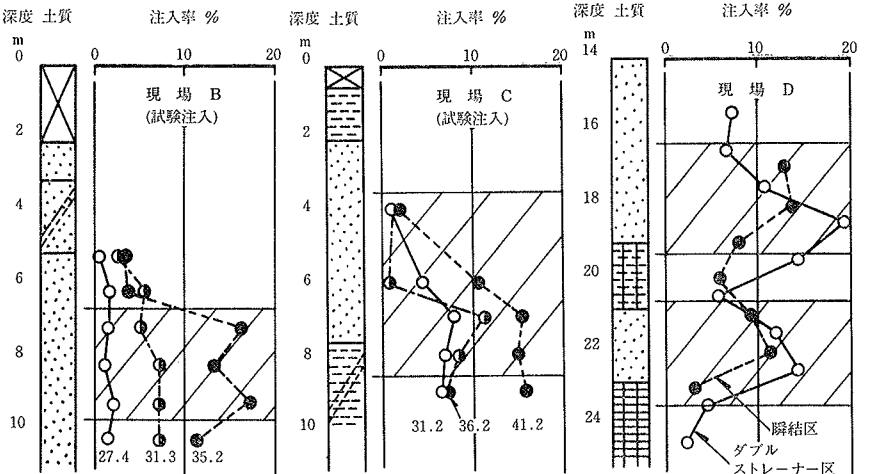 深度 土質 注入率 %
m
0 0 10 20
現場 B
(試験注入)
2
4
6
8
10
27.4 31.3 35.2
深度 土質 注入率 %
m
0 0 10 20
現場 C
(試験注入)
2
4
6
8
10
31.2 36.2 41.2
深度 土質 注入率 %
m
14 0 10 20
現場 D
16
18
20
22
24
瞬結区
ダブル
ストレーナー区